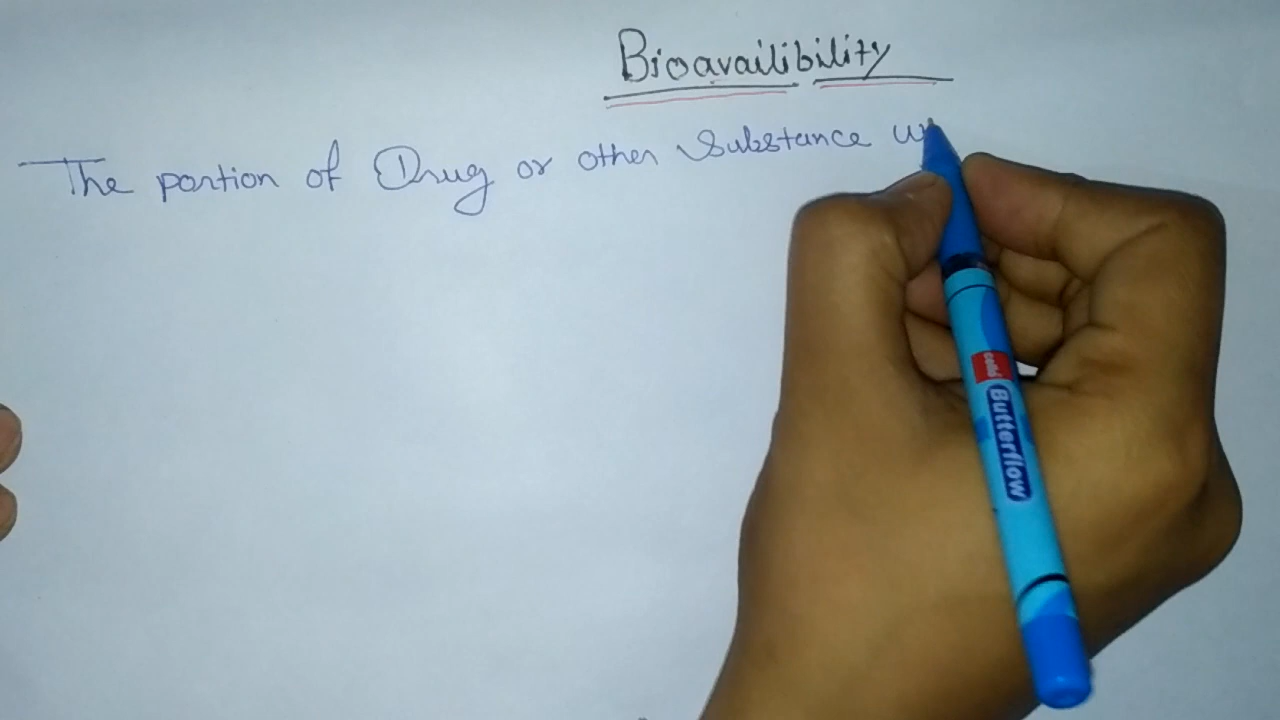 Bioavailibility
The portion of Drug or other Substance
cello
Butterflow